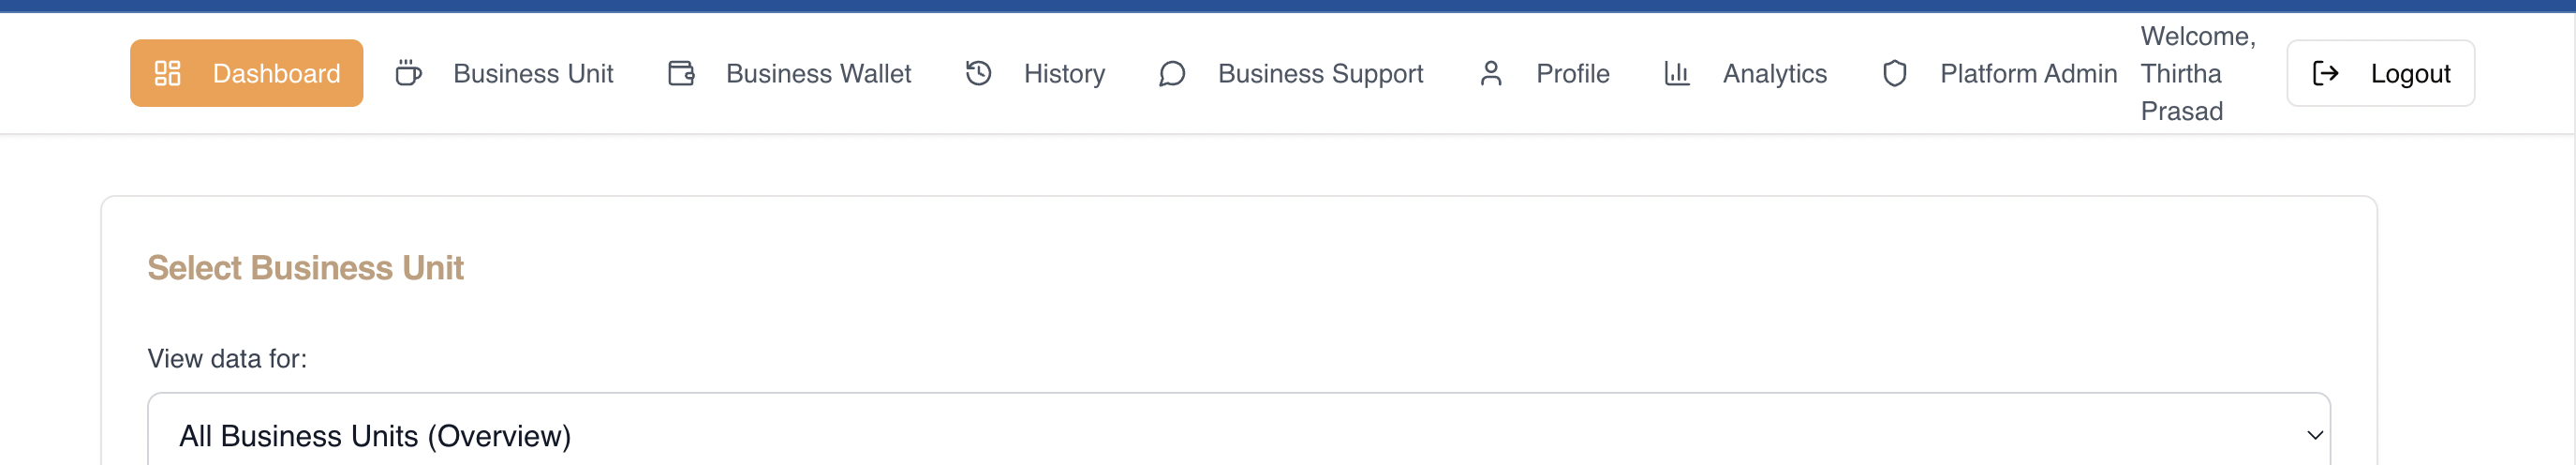 Dashboard
Business Unit
Business Wallet
History
Business Support
Profile
Analytics
Platform Admin
Welcome,
Thirtha
Prasad
Logout
Select Business Unit
View data for:
All Business Units (Overview)